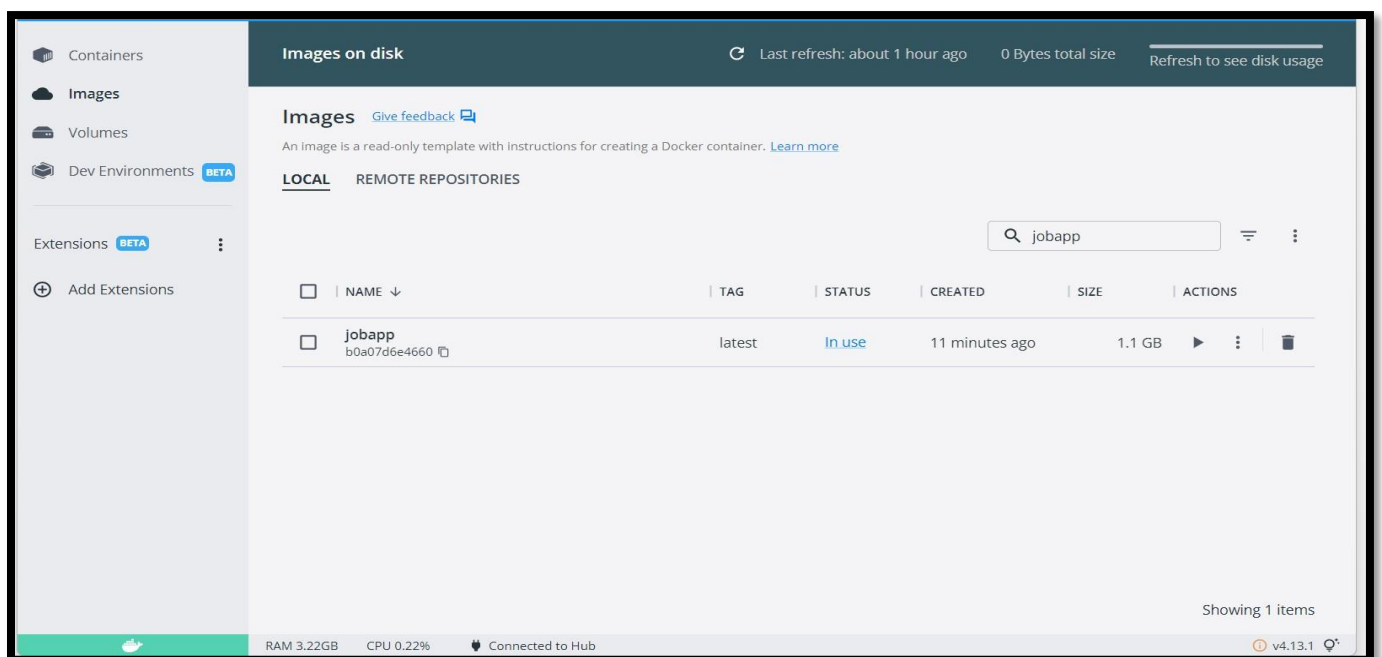 Containers
Images
Volumes
Dev Environments BETA
Extensions BETA
Add Extensions
Images on disk Last refresh: about 1 hour ago 0 Bytes total size Refresh to see disk usage
Images Give feedback
An image is a read-only template with instructions for creating a Docker container. Learn more
LOCAL REMOTE REPOSITORIES
jobapp
NAME TAG STATUS CREATED SIZE ACTIONS
jobapp latest In use 11 minutes ago 1.1 GB
b0a07d6e4660
Showing 1 items
RAM 3.22GB CPU 0.22% Connected to Hub v4.13.1